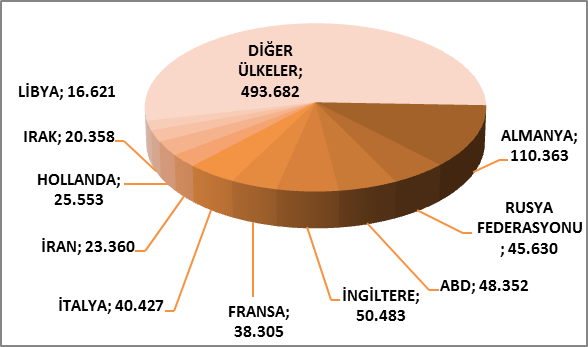 DİĞER
ÜLKELER;
493.682
ALMANYA;
110.363
RUSYA
FEDERASYONU
; 45.630
ABD; 48.352
İNGİLTERE;
50.483
FRANSA;
38.305
İTALYA; 40.427
İRAN; 23.360
HOLLANDA;
25.553
IRAK; 20.358
LİBYA; 16.621